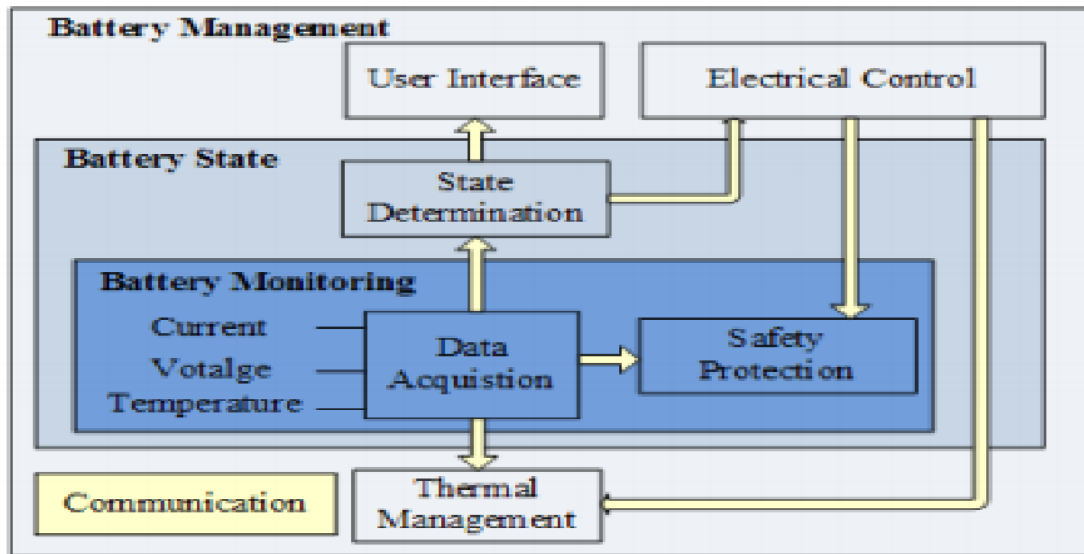 Battery Management
User Interface
Electrical Control
Battery State
State
Determination
Battery Monitoring
Current
Votalge
Temperature
Data
Acquistion
Safety
Protection
Communication
Thermal
Management